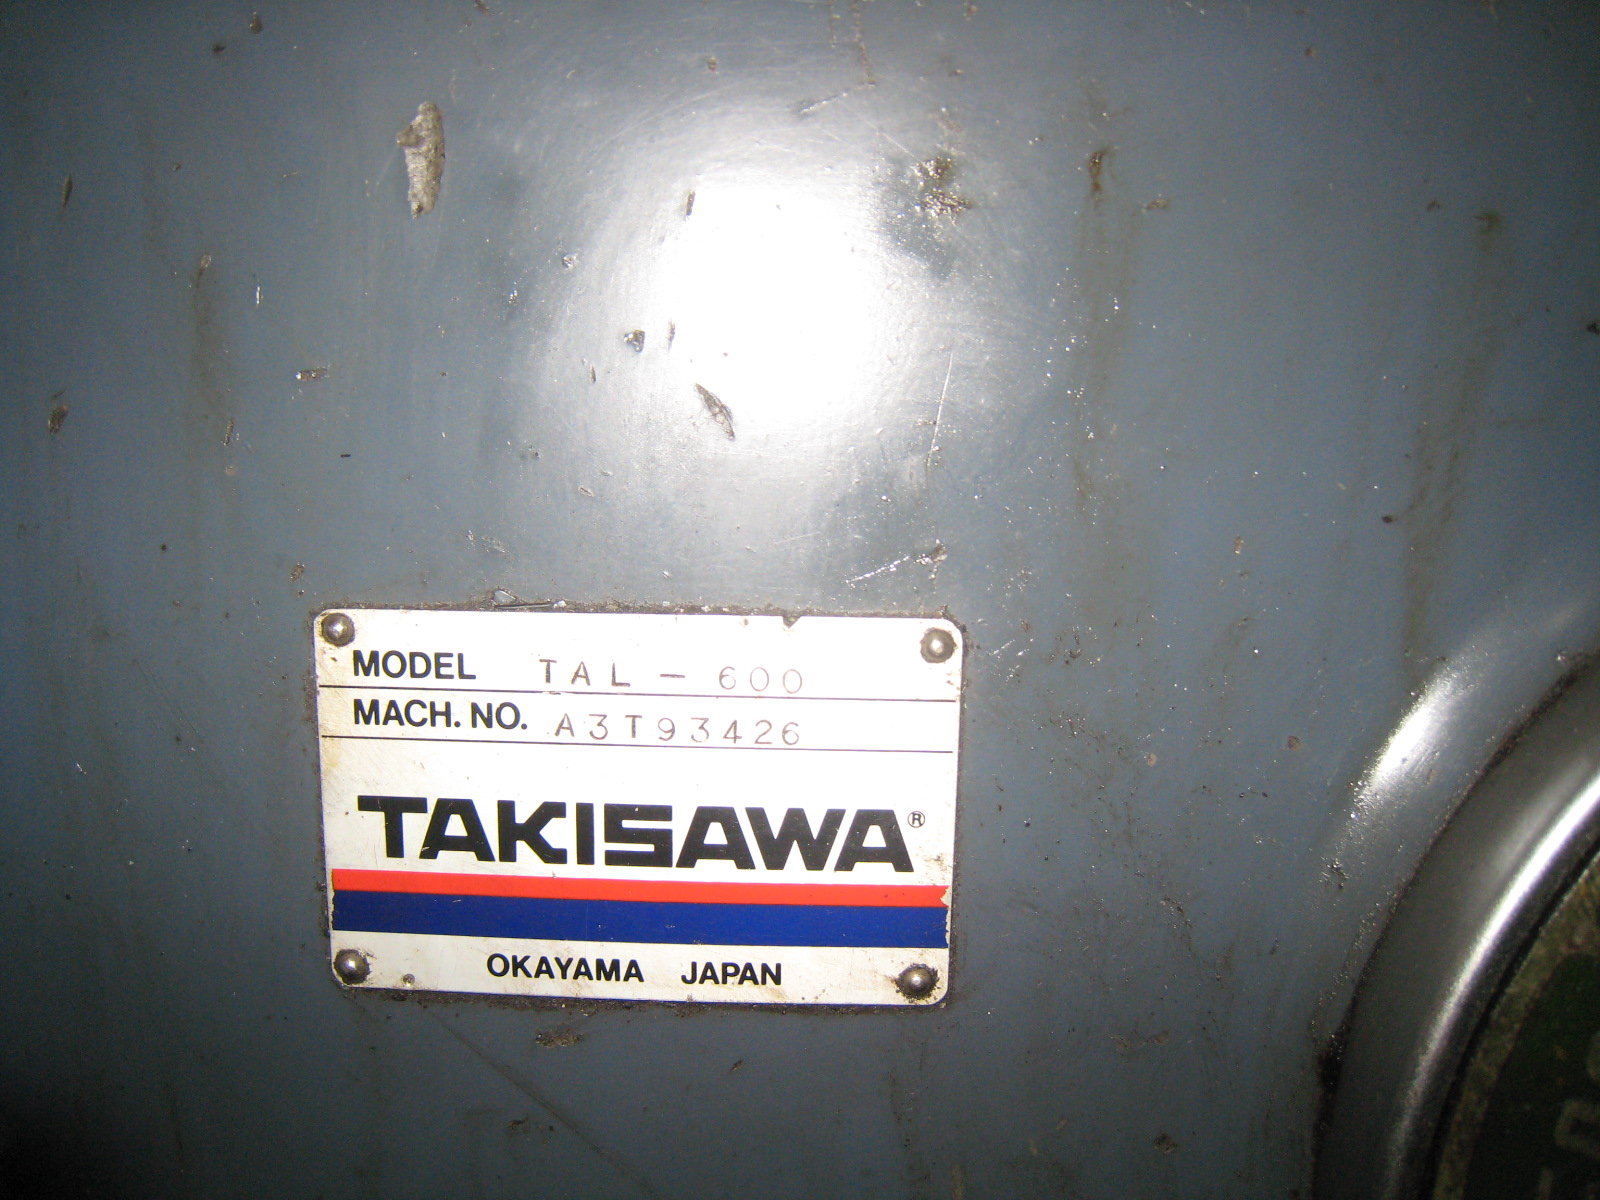 MODEL TAL - 600
MACH. NO. A3T93426
TAKISAWA®
OKAYAMA JAPAN